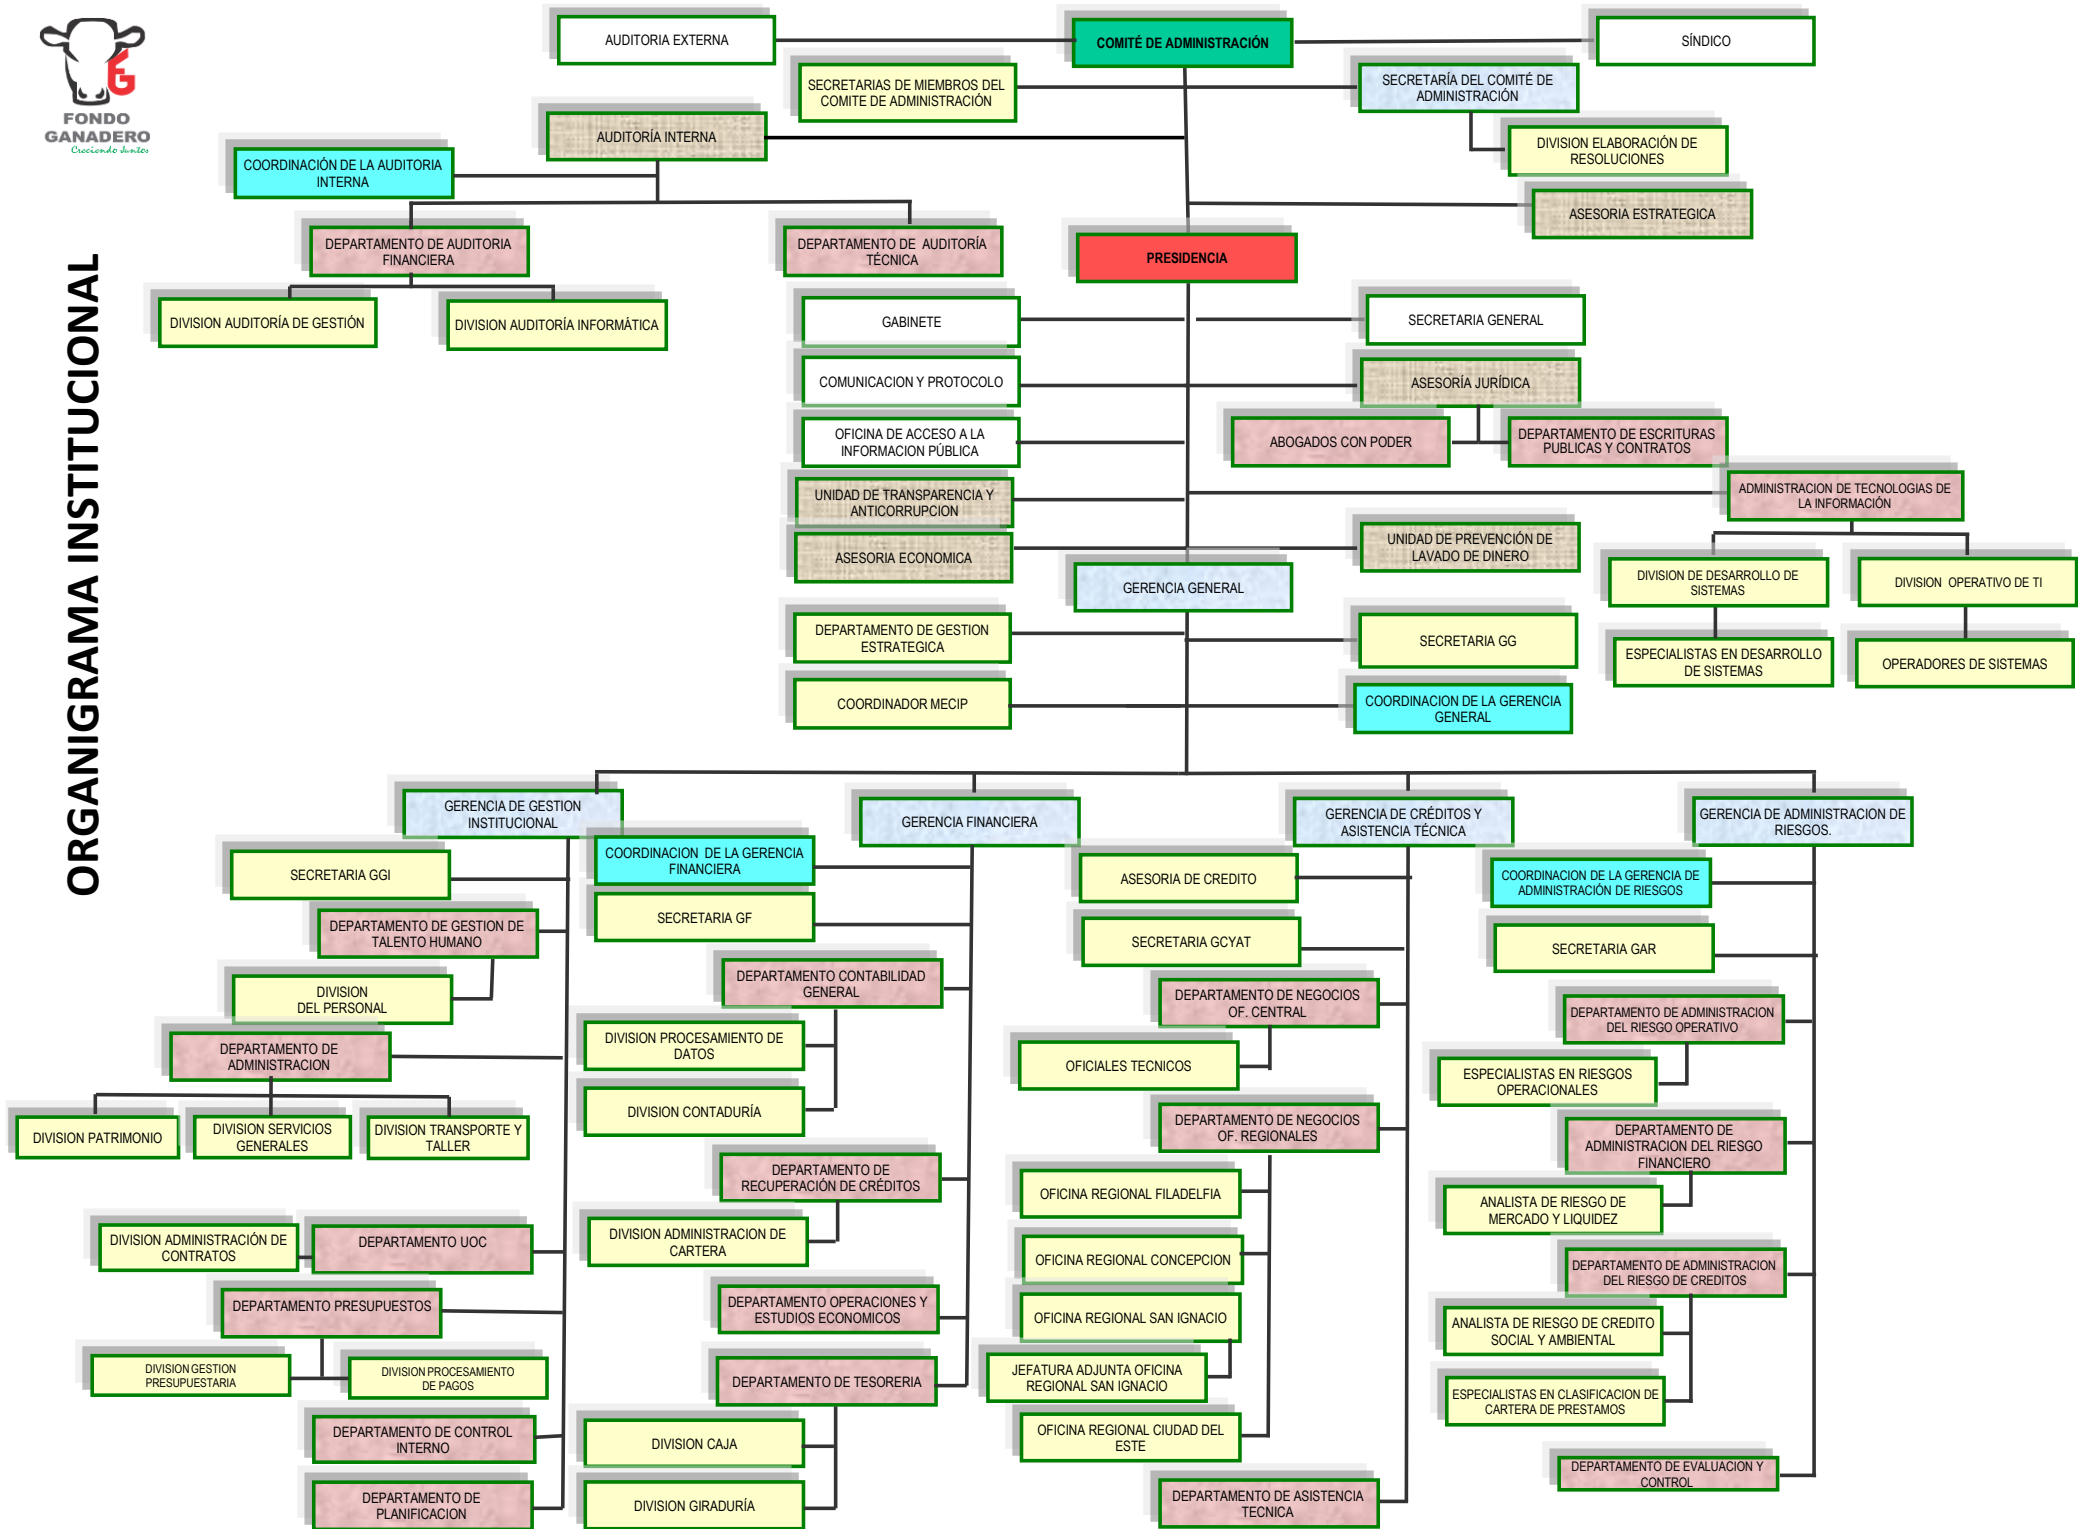 AUDITORIA EXTERNA
COMITÉ DE ADMINISTRACIÓN
SÍNDICO
FONDO
GANADERO
Creciendo Juntos
SECRETARIAS DE MIEMBROS DEL
COMITE DE ADMINISTRACIÓN
SECRETARÍA DEL COMITÉ DE
ADMINISTRACIÓN
AUDITORÍA INTERNA
DIVISION ELABORACIÓN DE
RESOLUCIONES
COORDINACIÓN DE LA AUDITORIA
INTERNA
ASESORIA ESTRATEGICA
DEPARTAMENTO DE AUDITORIA
FINANCIERA
DEPARTAMENTO DE AUDITORÍA
TÉCNICA
PRESIDENCIA
ORGANIGRAMA INSTITUCIONAL
DIVISION AUDITORÍA DE GESTIÓN
DIVISION AUDITORÍA INFORMÁTICA
GABINETE
SECRETARIA GENERAL
COMUNICACION Y PROTOCOLO
ASESORÍA JURÍDICA
OFICINA DE ACCESO A LA
INFORMACION PÚBLICA
ABOGADOS CON PODER
DEPARTAMENTO DE ESCRITURAS
PUBLICAS Y CONTRATOS
UNIDAD DE TRANSPARENCIA Y
ANTICORRUPCION
ADMINISTRACION DE TECNOLOGIAS DE
LA INFORMACIÓN
ASESORIA ECONOMICA
UNIDAD DE PREVENCIÓN DE
LAVADO DE DINERO
GERENCIA GENERAL
DIVISION DE DESARROLLO DE
SISTEMAS
DIVISION OPERATIVO DE TI
DEPARTAMENTO DE GESTION
ESTRATEGICA
SECRETARIA GG
ESPECIALISTAS EN DESARROLLO
DE SISTEMAS
OPERADORES DE SISTEMAS
COORDINADOR MECIP
COORDINACION DE LA GERENCIA
GENERAL
GERENCIA DE GESTION
INSTITUCIONAL
GERENCIA FINANCIERA
GERENCIA DE CRÉDITOS Y
ASISTENCIA TÉCNICA
GERENCIA DE ADMINISTRACION DE
RIESGOS.
SECRETARIA GGI
DEPARTAMENTO DE GESTION DE
TALENTO HUMANO
DIVISION
DEL PERSONAL
DEPARTAMENTO DE
ADMINISTRACION
DIVISION PATRIMONIO
DIVISION SERVICIOS
GENERALES
DIVISION TRANSPORTE Y
TALLER
DIVISION ADMINISTRACIÓN DE
CONTRATOS
DEPARTAMENTO UOC
DEPARTAMENTO PRESUPUESTOS
DIVISION GESTION
PRESUPUESTARIA
DIVISION PROCESAMIENTO
DE PAGOS
DEPARTAMENTO DE CONTROL
INTERNO
DEPARTAMENTO DE
PLANIFICACION
COORDINACION DE LA GERENCIA
FINANCIERA
SECRETARIA GF
DEPARTAMENTO CONTABILIDAD
GENERAL
DIVISION PROCESAMIENTO DE
DATOS
DIVISION CONTADURÍA
DEPARTAMENTO DE
RECUPERACIÓN DE CRÉDITOS
DIVISION ADMINISTRACION DE
CARTERA
DEPARTAMENTO OPERACIONES Y
ESTUDIOS ECONOMICOS
DEPARTAMENTO DE TESORERIA
DIVISION CAJA
DIVISION GIRADURÍA
ASESORIA DE CREDITO
SECRETARIA GCYAT
DEPARTAMENTO DE NEGOCIOS
OF. CENTRAL
OFICIALES TECNICOS
DEPARTAMENTO DE NEGOCIOS
OF. REGIONALES
OFICINA REGIONAL FILADELFIA
OFICINA REGIONAL CONCEPCION
OFICINA REGIONAL SAN IGNACIO
JEFATURA ADJUNTA OFICINA
REGIONAL SAN IGNACIO
OFICINA REGIONAL CIUDAD DEL
ESTE
DEPARTAMENTO DE ASISTENCIA
TECNICA
COORDINACION DE LA GERENCIA DE
ADMINISTRACIÓN DE RIESGOS
SECRETARIA GAR
DEPARTAMENTO DE ADMINISTRACION
DEL RIESGO OPERATIVO
ESPECIALISTAS EN RIESGOS
OPERACIONALES
DEPARTAMENTO DE
ADMINISTRACION DEL RIESGO
FINANCIERO
ANALISTA DE RIESGO DE
MERCADO Y LIQUIDEZ
DEPARTAMENTO DE ADMINISTRACION
DEL RIESGO DE CREDITOS
ANALISTA DE RIESGO DE CREDITO
SOCIAL Y AMBIENTAL
ESPECIALISTAS EN CLASIFICACION DE
CARTERA DE PRESTAMOS
DEPARTAMENTO DE EVALUACION Y
CONTROL